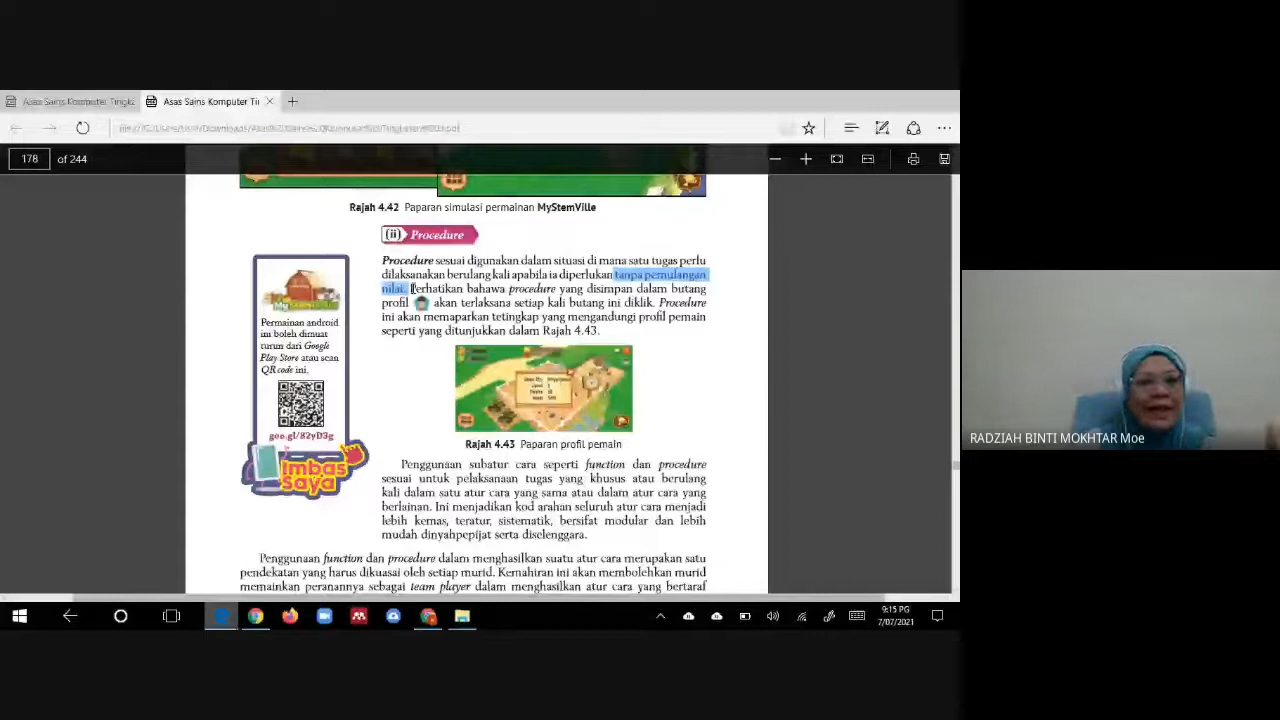 Asas Sains Komputer Tingka
Asas Sains Komputer Tin
178 of 244
Rajah 4.42 Paparan simulasi permainan MyStemVille
(ii) Procedure
Procedure sesuai digunakan dalam situasi di mana satu tugas perlu
dilaksanakan berulang kali apabila ia diperlukan tanpa pemulangan
nilai. Perhatikan bahawa procedure yang disimpan dalam butang
profil akan terlaksana setiap kali butang ini diklik. Procedure
ini akan memaparkan tetingkap yang mengandungi profil pemain
seperti yang ditunjukkan dalam Rajah 4.43.
MyStemVille
Permainan android
ini boleh dimuat
turun dari Google
Play Store atau scan
QR code ini.
goo.gl/82yD3g
Imbas
Saya
Rajah 4.43 Paparan profil pemain
Penggunaan subatur cara seperti function dan procedure
sesuai untuk pelaksanaan tugas yang khusus atau berulang
kali dalam satu atur cara yang sama atau dalam atur cara yang
berlainan. Ini menjadikan kod arahan seluruh atur cara menjadi
lebih kemas, teratur, sistematik, bersifat modular dan lebih
mudah dinyahpepijat serta diselenggara.
Penggunaan function dan procedure dalam menghasilkan suatu atur cara merupakan satu
pendekatan yang harus dikuasai oleh setiap murid. Kemahiran ini akan membolehkan murid
memainkan peranannya sebagai team player dalam menghasilkan atur cara yang bertaraf
RADZIAH BINTI MOKHTAR Moe
9:15 PG
7/07/2021